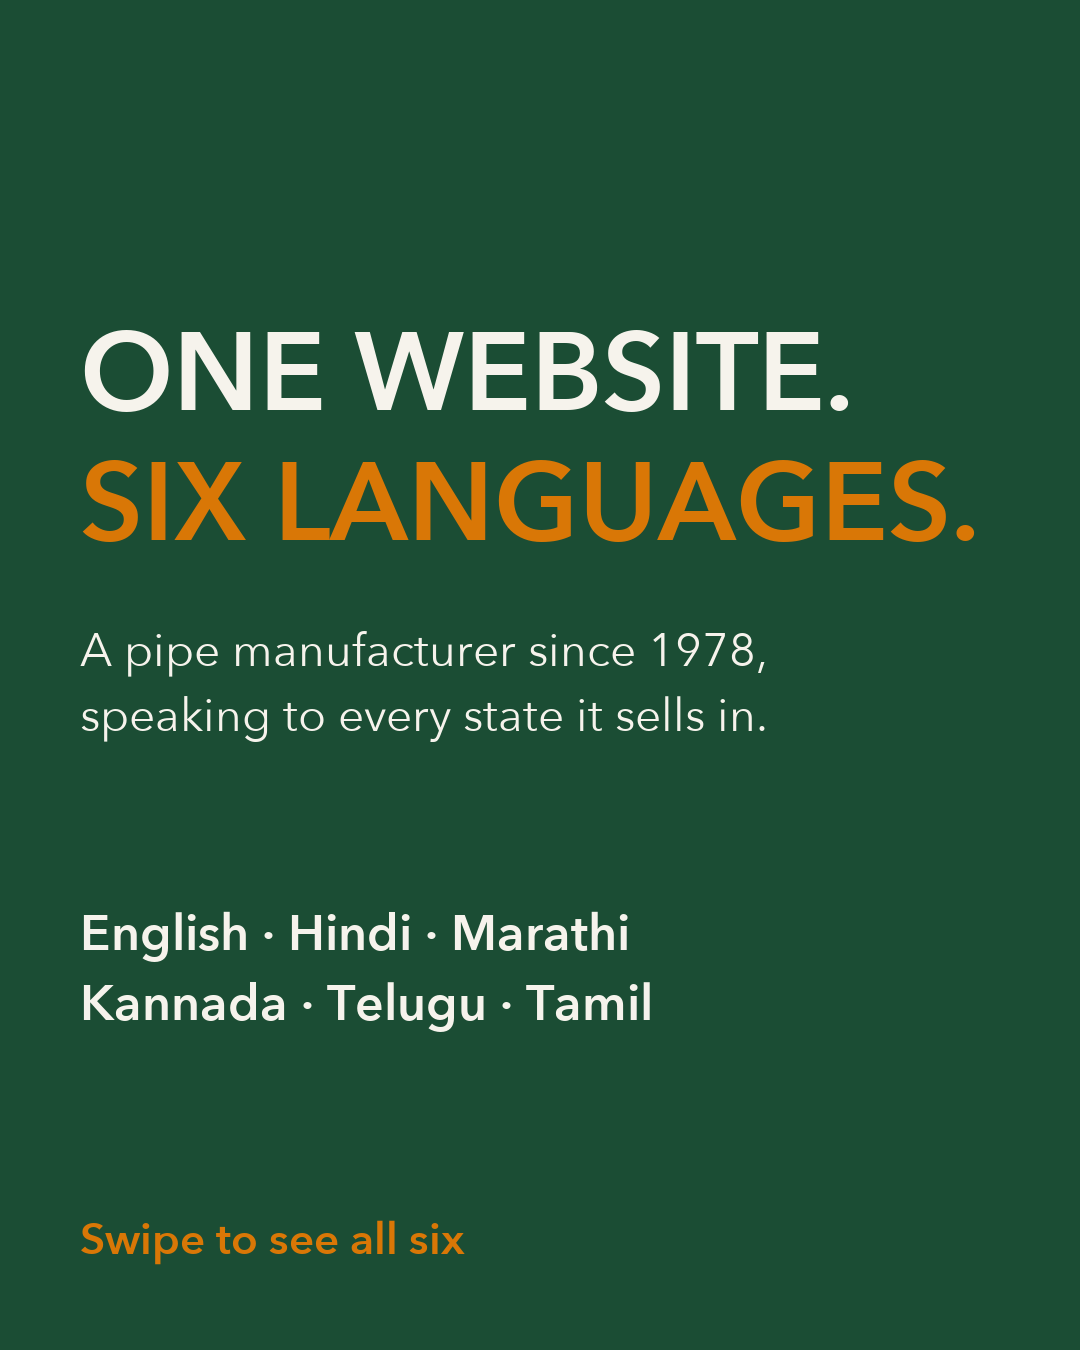 ONE WEBSITE.
SIX LANGUAGES.
A pipe manufacturer since 1978,
speaking to every state it sells in.
English · Hindi · Marathi
Kannada · Telugu · Tamil
Swipe to see all six